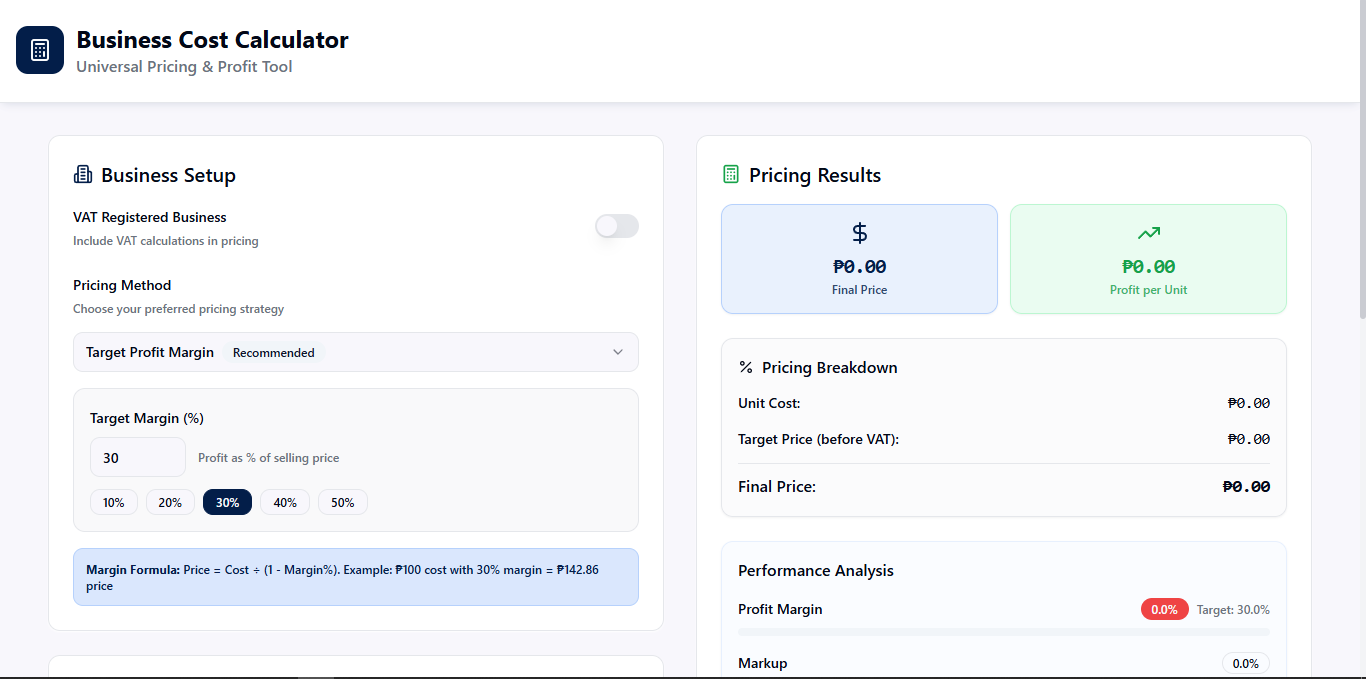 Business Cost Calculator
Universal Pricing & Profit Tool
Business Setup
VAT Registered Business
Include VAT calculations in pricing
Pricing Method
Choose your preferred pricing strategy
Target Profit Margin Recommended
Target Margin (%)
30 Profit as % of selling price
10% 20% 30% 40% 50%
Margin Formula: Price = Cost ÷ (1 - Margin%). Example: ₱100 cost with 30% margin = ₱142.86
price
Pricing Results
$
₱0.00 ₱0.00
Final Price Profit per Unit
% Pricing Breakdown
Unit Cost: ₱0.00
Target Price (before VAT): ₱0.00
Final Price: ₱0.00
Performance Analysis
Profit Margin 0.0% Target: 30.0%
Markup 0.0%